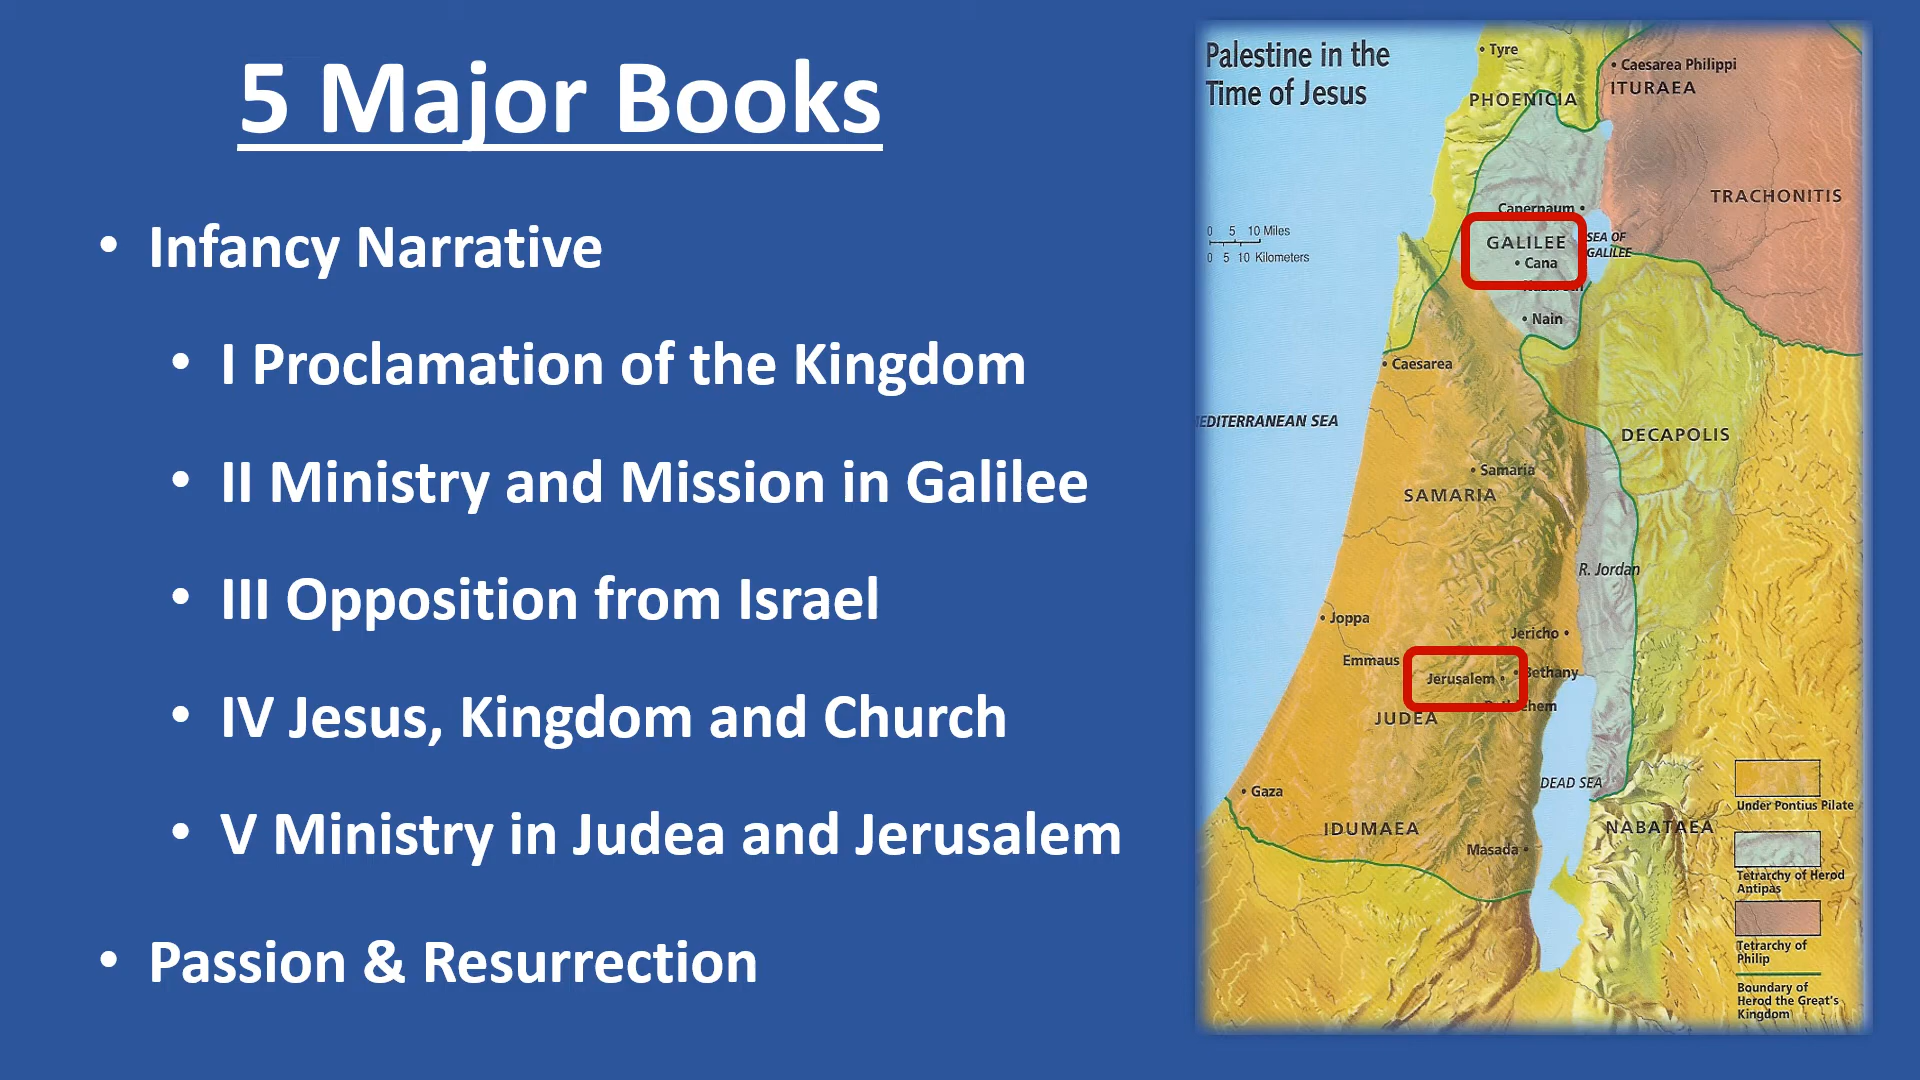 5 Major Books
• Infancy Narrative
• I Proclamation of the Kingdom
• II Ministry and Mission in Galilee
• III Opposition from Israel
• IV Jesus, Kingdom and Church
• V Ministry in Judea and Jerusalem
• Passion & Resurrection
Palestine in the
Time of Jesus
Tyre
Caesarea Philippi
ITURAEA
PHOENICIA
TRACHONITIS
Capernaum
0 5 10 Miles
0 5 10 Kilometers
GALILEE
SEA OF
GALILEE
Cana
Nain
Caesarea
EDITERRANEAN SEA
DECAPOLIS
Samaria
SAMARIA
R. Jordan
Joppa
Jericho
Emmaus
Bethany
Jerusalem
JUDEA
DEAD SEA
Gaza
IDUMAEA
NABATAEA
Masada
Under Pontius Pilate
Tetrarchy of Herod
Antipas
Tetrarchy of
Philip
Boundary of
Herod the Great's
Kingdom